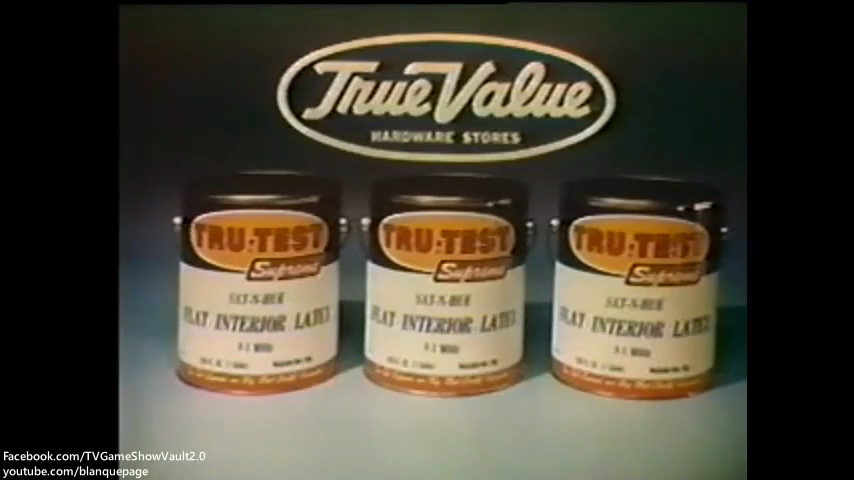 True Value
HARDWARE STORES
TRU·TEST
Supreme
SAT-N-HUE
FLAT INTERIOR LATEX
TRU·TEST
Supreme
SAT-N-HUE
FLAT INTERIOR LATEX
TRU·TEST
Supreme
SAT-N-HUE
FLAT INTERIOR LATEX
Facebook.com/TVGameShowVault2.0
youtube.com/blanquepage